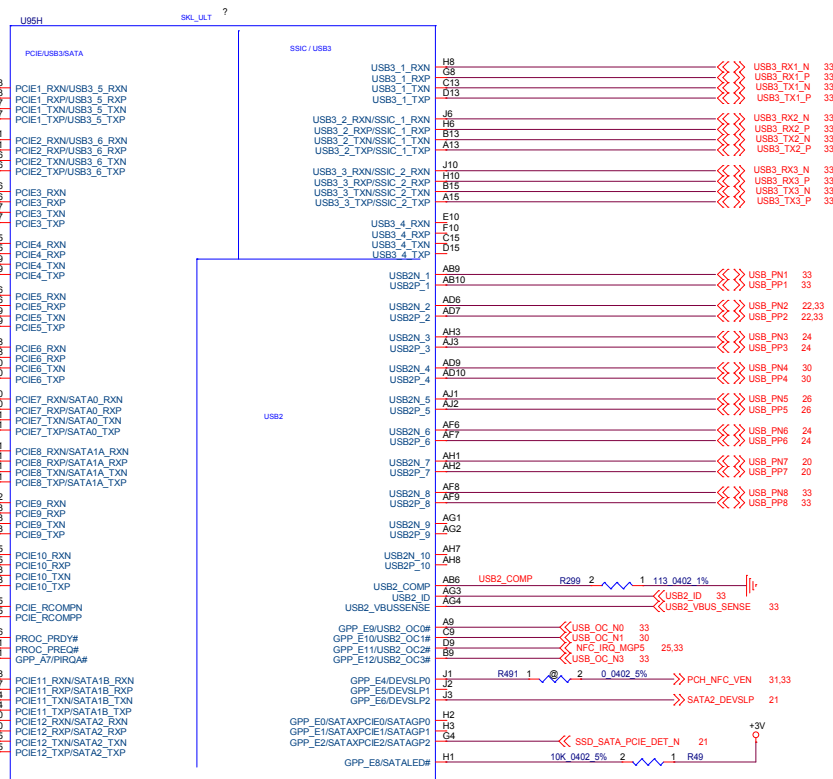 U95H
SKL_ULT
?
PCIE/USB3/SATA
SSIC / USB3
USB3_1_RXN H8 USB3_RX1_N 33
USB3_1_RXP G8 USB3_RX1_P 33
USB3_1_TXN C13 USB3_TX1_N 33
USB3_1_TXP D13 USB3_TX1_P 33
PCIE1_RXN/USB3_5_RXN
PCIE1_RXP/USB3_5_RXP
PCIE1_TXN/USB3_5_TXN
PCIE1_TXP/USB3_5_TXP
USB3_2_RXN/SSIC_1_RXN J6 USB3_RX2_N 33
USB3_2_RXP/SSIC_1_RXP H6 USB3_RX2_P 33
USB3_2_TXN/SSIC_1_TXN B13 USB3_TX2_N 33
USB3_2_TXP/SSIC_1_TXP A13 USB3_TX2_P 33
PCIE2_RXN/USB3_6_RXN
PCIE2_RXP/USB3_6_RXP
PCIE2_TXN/USB3_6_TXN
PCIE2_TXP/USB3_6_TXP
USB3_3_RXN/SSIC_2_RXN J10 USB3_RX3_N 33
USB3_3_RXP/SSIC_2_RXP H10 USB3_RX3_P 33
USB3_3_TXN/SSIC_2_TXN B15 USB3_TX3_N 33
USB3_3_TXP/SSIC_2_TXP A15 USB3_TX3_P 33
PCIE3_RXN
PCIE3_RXP
PCIE3_TXN
PCIE3_TXP
USB3_4_RXN E10
USB3_4_RXP F10
USB3_4_TXN C15
USB3_4_TXP D15
PCIE4_RXN
PCIE4_RXP
PCIE4_TXN
PCIE4_TXP
USB2N_1 AB9 USB_PN1 33
USB2P_1 AB10 USB_PP1 33
PCIE5_RXN
PCIE5_RXP
PCIE5_TXN
PCIE5_TXP
USB2N_2 AD6 USB_PN2 22,33
USB2P_2 AD7 USB_PP2 22,33
USB2N_3 AH3 USB_PN3 24
USB2P_3 AJ3 USB_PP3 24
PCIE6_RXN
PCIE6_RXP
PCIE6_TXN
PCIE6_TXP
USB2N_4 AD9 USB_PN4 30
USB2P_4 AD10 USB_PP4 30
PCIE7_RXN/SATA0_RXN
PCIE7_RXP/SATA0_RXP
PCIE7_TXN/SATA0_TXN
PCIE7_TXP/SATA0_TXP
USB2
USB2N_5 AJ1 USB_PN5 26
USB2P_5 AJ2 USB_PP5 26
USB2N_6 AF6 USB_PN6 24
USB2P_6 AF7 USB_PP6 24
PCIE8_RXN/SATA1A_RXN
PCIE8_RXP/SATA1A_RXP
PCIE8_TXN/SATA1A_TXN
PCIE8_TXP/SATA1A_TXP
USB2N_7 AH1 USB_PN7 20
USB2P_7 AH2 USB_PP7 20
USB2N_8 AF8 USB_PN8 33
USB2P_8 AF9 USB_PP8 33
PCIE9_RXN
PCIE9_RXP
PCIE9_TXN
PCIE9_TXP
USB2N_9 AG1
USB2P_9 AG2
PCIE10_RXN
PCIE10_RXP
PCIE10_TXN
PCIE10_TXP
USB2N_10 AH7
USB2P_10 AH8
USB2_COMP AB6 USB2_COMP R299 2 1 113_0402_1%
USB2_ID AG3 USB2_ID 33
USB2_VBUSSENSE AG4 USB2_VBUS_SENSE 33
PCIE_RCOMPN
PCIE_RCOMPP
GPP_E9/USB2_OC0# A9 USB_OC_N0 33
GPP_E10/USB2_OC1# C9 USB_OC_N1 30
GPP_E11/USB2_OC2# D9 NFC_IRQ_MGP5 25,33
GPP_E12/USB2_OC3# B9 USB_OC_N3 33
PROC_PRDY#
PROC_PREQ#
GPP_A7/PIRQA#
GPP_E4/DEVSLP0 J1 R491 1 @ 2 0_0402_5% PCH_NFC_VEN 31,33
GPP_E5/DEVSLP1 J2
GPP_E6/DEVSLP2 J3 SATA2_DEVSLP 21
PCIE11_RXN/SATA1B_RXN
PCIE11_RXP/SATA1B_RXP
PCIE11_TXN/SATA1B_TXN
PCIE11_TXP/SATA1B_TXP
PCIE12_RXN/SATA2_RXN
PCIE12_RXP/SATA2_RXP
PCIE12_TXN/SATA2_TXN
PCIE12_TXP/SATA2_TXP
GPP_E0/SATAXPCIE0/SATAGP0 H2
GPP_E1/SATAXPCIE1/SATAGP1 H3
GPP_E2/SATAXPCIE2/SATAGP2 G4 SSD_SATA_PCIE_DET_N 21
+3V
GPP_E8/SATALED# H1 10K_0402_5% 2 1 R49